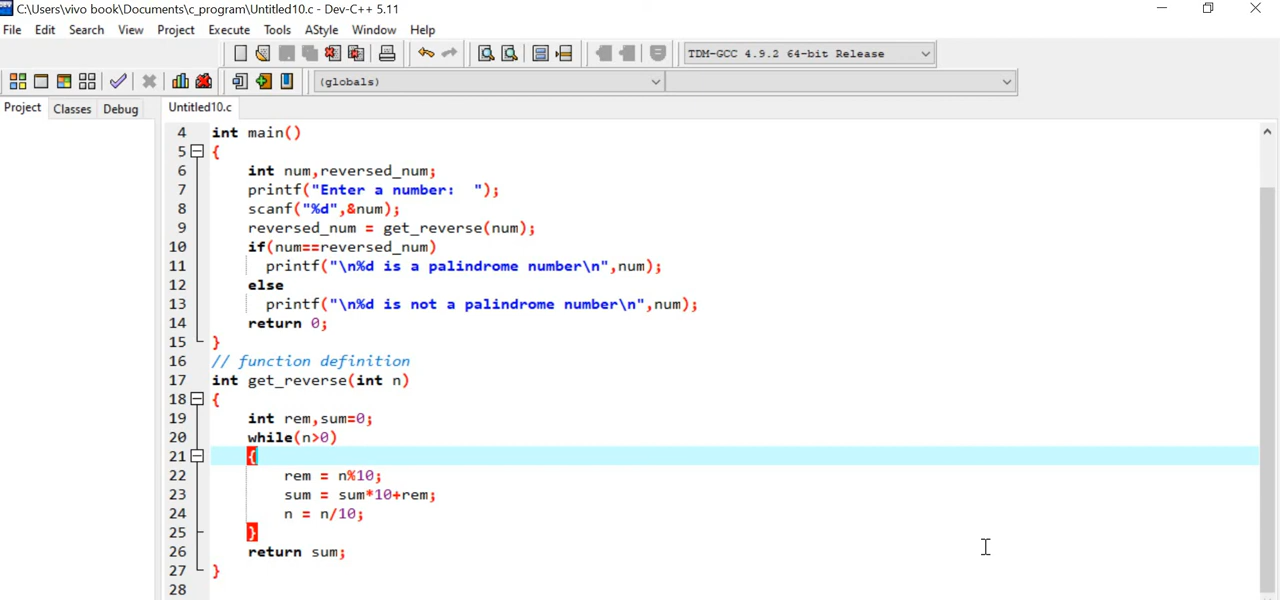 C:\Users\vivo book\Documents\c_program\Untitled10.c - Dev-C++ 5.11
File Edit Search View Project Execute Tools AStyle Window Help
TDM-GCC 4.9.2 64-bit Release
(globals)
Project Classes Debug Untitled10.c
4 int main()
5 {
6 int num,reversed_num;
7 printf("Enter a number:  ");
8 scanf("%d",&num);
9 reversed_num = get_reverse(num);
10 if(num==reversed_num)
11 printf("\n%d is a palindrome number\n",num);
12 else
13 printf("\n%d is not a palindrome number\n",num);
14 return 0;
15 }
16 // function definition
17 int get_reverse(int n)
18 {
19 int rem,sum=0;
20 while(n>0)
21 {
22 rem = n%10;
23 sum = sum*10+rem;
24 n = n/10;
25 }
26 return sum;
27 }
28